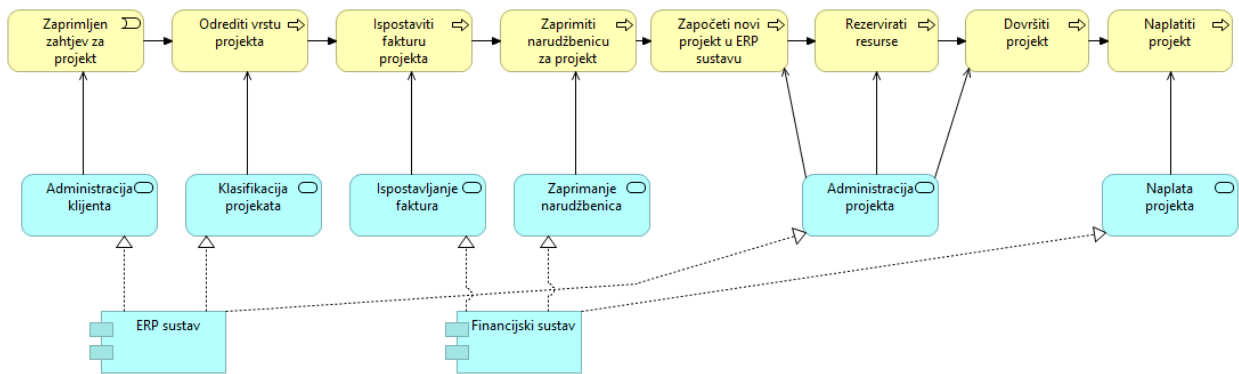 Zaprimljen
zahtjev za
projekt
Odrediti vrstu
projekta
Ispostaviti
fakturu
projekta
Zaprimiti
narudžbenicu
za projekt
Započeti novi
projekt u ERP
sustavu
Rezervirati
resurse
Dovršiti
projekt
Naplatiti
projekt
Administracija
klijenta
Klasifikacija
projekata
Ispostavljanje
faktura
Zaprimanje
narudžbenica
Administracija
projekta
Naplata
projekta
ERP sustav
Financijski sustav